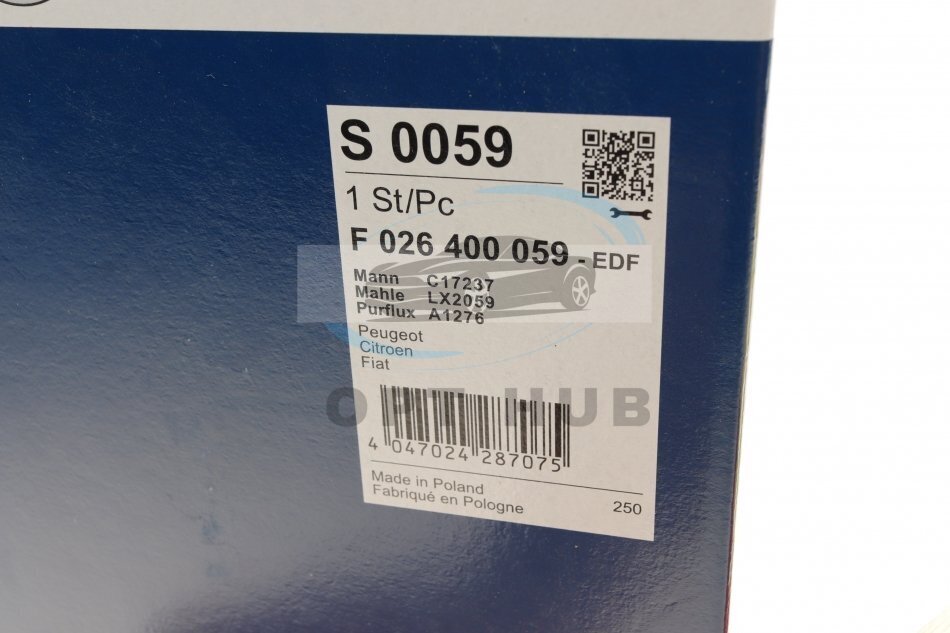 S 0059
1 St/Pc
F 026 400 059 - EDF
Mann C17237
Mahle LX2059
Purflux A1276
Peugeot
Citroen
Fiat
OPT HUB
4 047024 287075
Made in Poland
Fabriqué en Pologne
250